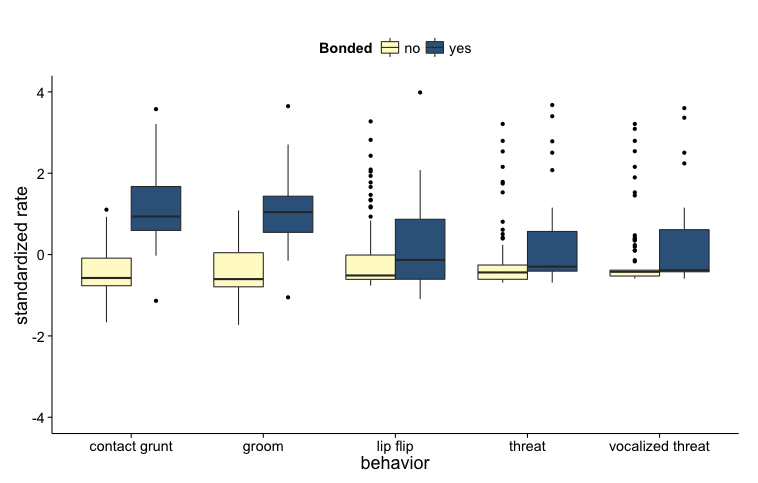 Bonded no yes
standardized rate
4
2
0
-2
-4
contact grunt groom lip flip threat vocalized threat
behavior